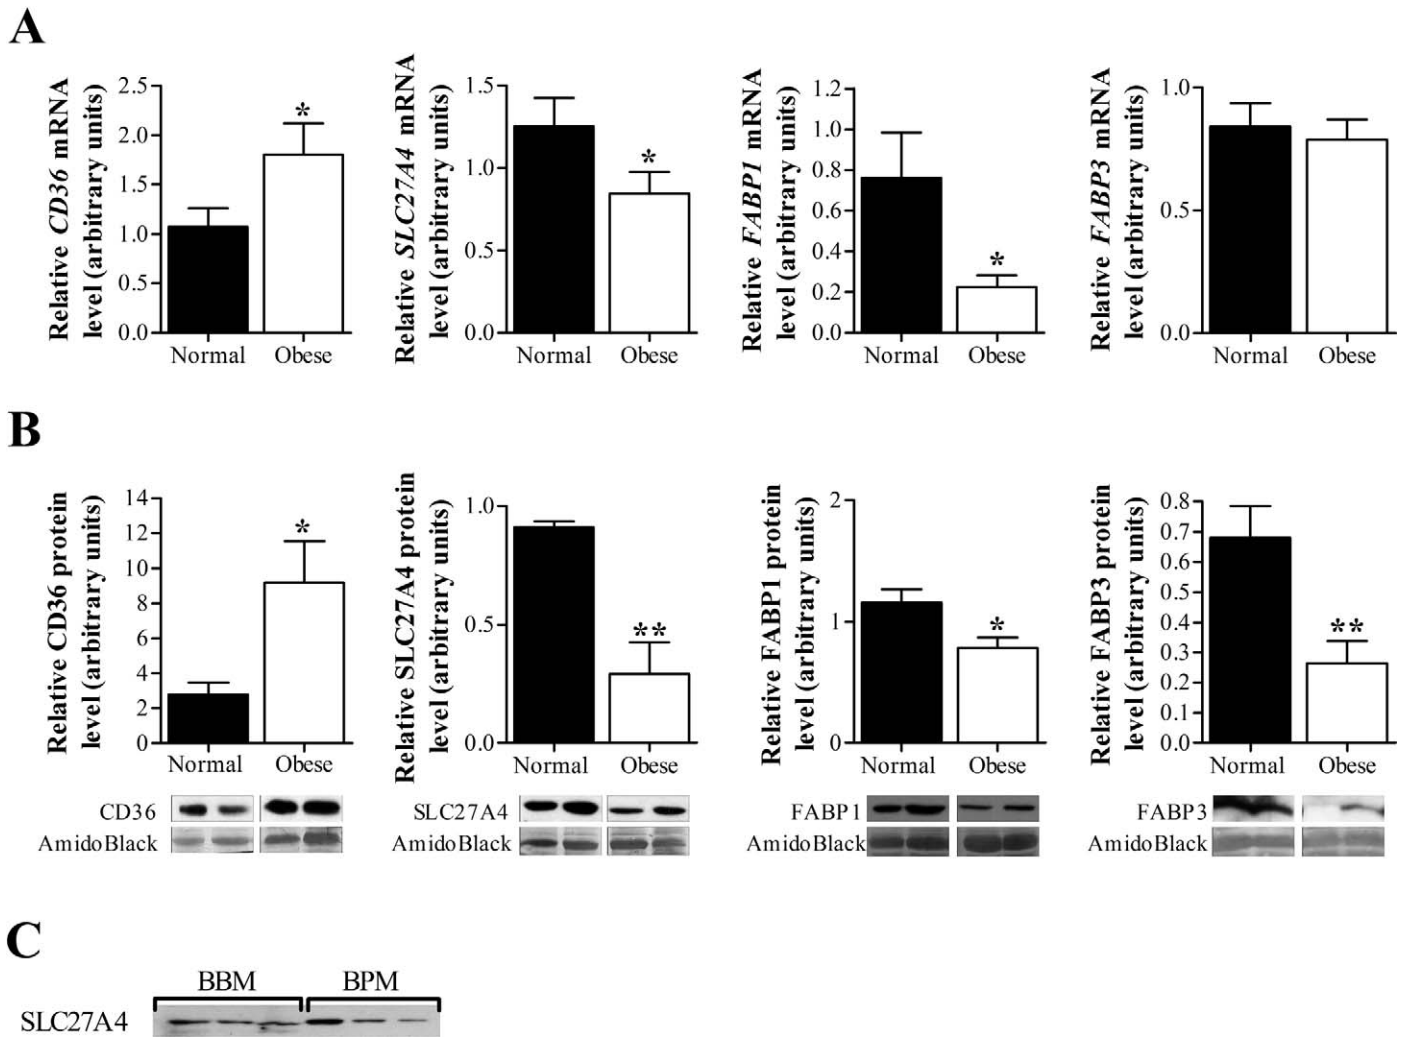 A
Relative CD36 mRNA
level (arbitrary units)
2.5
2.0
1.5
1.0
0.5
0.0
*
Normal
Obese
Relative SLC27A4 mRNA
level (arbitrary units)
1.5
1.0
0.5
0.0
*
Normal
Obese
Relative FABP1 mRNA
level (arbitrary units)
1.2
1.0
0.8
0.6
0.4
0.2
0.0
*
Normal
Obese
Relative FABP3 mRNA
level (arbitrary units)
1.0
0.5
0.0
Normal
Obese
B
Relative CD36 protein
level (arbitrary units)
14
12
10
8
6
4
2
0
*
Normal
Obese
CD36
AmidoBlack
Relative SLC27A4 protein
level (arbitrary units)
1.0
0.5
0.0
**
Normal
Obese
SLC27A4
AmidoBlack
Relative FABP1 protein
level (arbitrary units)
2
1
0
*
Normal
Obese
FABP1
AmidoBlack
Relative FABP3 protein
level (arbitrary units)
0.8
0.7
0.6
0.5
0.4
0.3
0.2
0.1
0.0
**
Normal
Obese
FABP3
AmidoBlack
C
BBM
BPM
SLC27A4